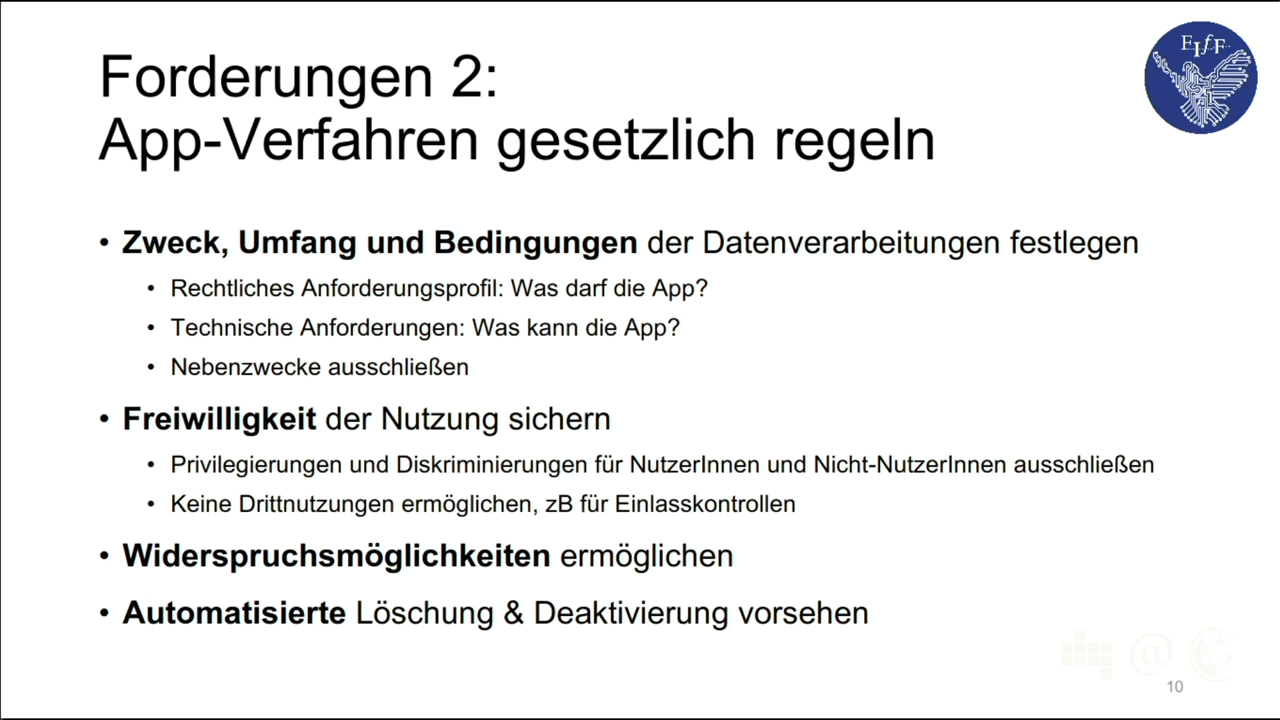 FIfF
Forderungen 2:
App-Verfahren gesetzlich regeln
• Zweck, Umfang und Bedingungen der Datenverarbeitungen festlegen
• Rechtliches Anforderungsprofil: Was darf die App?
• Technische Anforderungen: Was kann die App?
• Nebenzwecke ausschließen
• Freiwilligkeit der Nutzung sichern
• Privilegierungen und Diskriminierungen für NutzerInnen und Nicht-NutzerInnen ausschließen
• Keine Drittnutzungen ermöglichen, zB für Einlasskontrollen
• Widerspruchsmöglichkeiten ermöglichen
• Automatisierte Löschung & Deaktivierung vorsehen
@
10